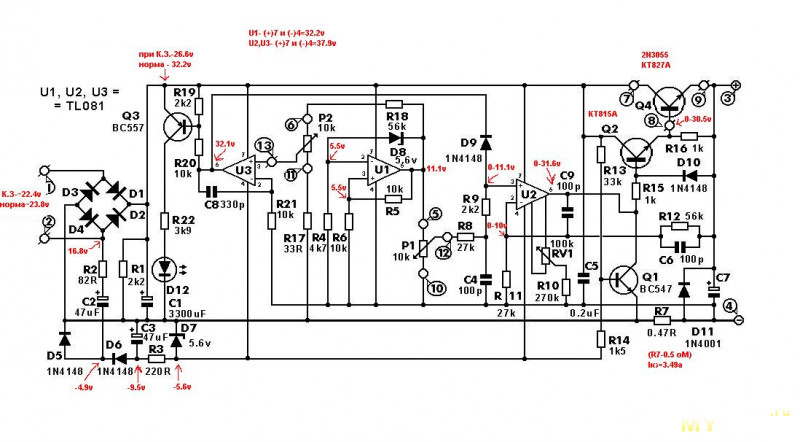 U1- (+)7 и (-)4=32.2v
U2,U3- (+)7 и (-)4=37.9v
при К.З.-26.6v
норма - 32.2v
2N3055
КТ827А
U1, U2, U3 =
= TL081
Q3
BC557
R19
2k2
R20
10k
32.1v
13
6
P2
10k
11
R18
56k
D8
5,6v
5.5v
U1
11.1v
5.5v
10k
R5
U3
C8 330p
R21
10k
R17
33R
R4
4k7
R6
10k
P1
10k
5
12
10
R8
27k
D9
1N4148
0-11.1v
R9
2k2
0-10v
C4
100p
U2
0-31.6v
C9
100p
100k
RV1
R10
270k
R
11
27k
C5
0.2uF
7
Q4
9
3
8
0-30.5v
КТ815А
Q2
R16 1k
R13
33k
D10
1N4148
R15
1k
R12 56k
C6
100p
Q1
BC547
C7
4
R7
0.47R
D11
1N4001
R14
1k5
(R7-0.5 оМ)
Iкз=3.49а
К.З.-~22.4v
норма~23.8v
1
2
D3
D1
D4
D2
16.8v
R2
82R
R1
2k2
C2
47uF
R22
3k9
D12
C1
3300uF
C3
47uF
D7
5.6v
D5
1N4148
D6
1N4148
R3
220R
-4.9v
-9.5v
-5.6v
MY
.ru